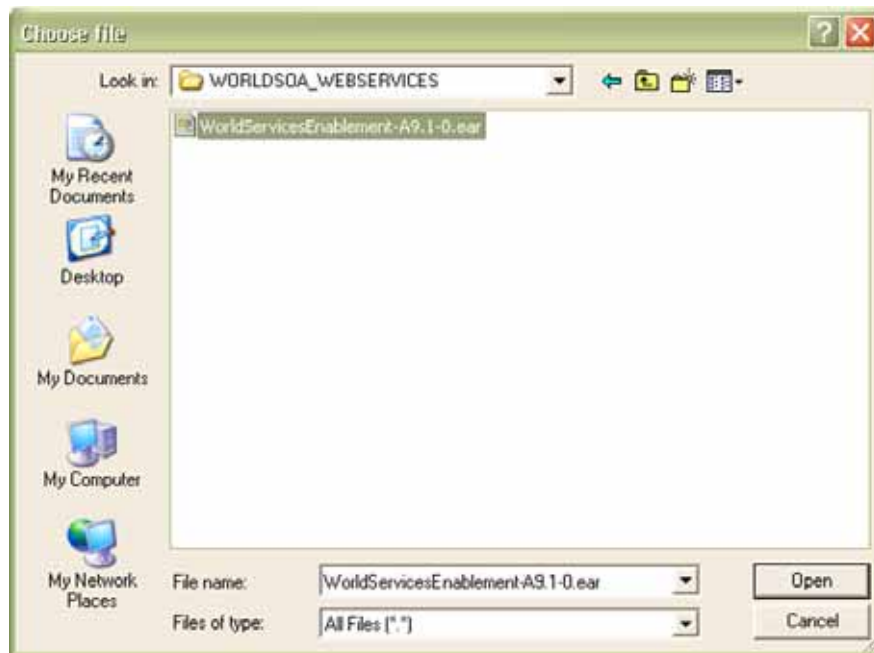 Choose file
Look in: WORLDSOA_WEBSERVICES
WorldServicesEnablement-A9.1-0.ear
My Recent
Documents
Desktop
My Documents
My Computer
My Network
Places
File name: WorldServicesEnablement-A9.1-0.ear Open
Files of type: All Files (*.*) Cancel